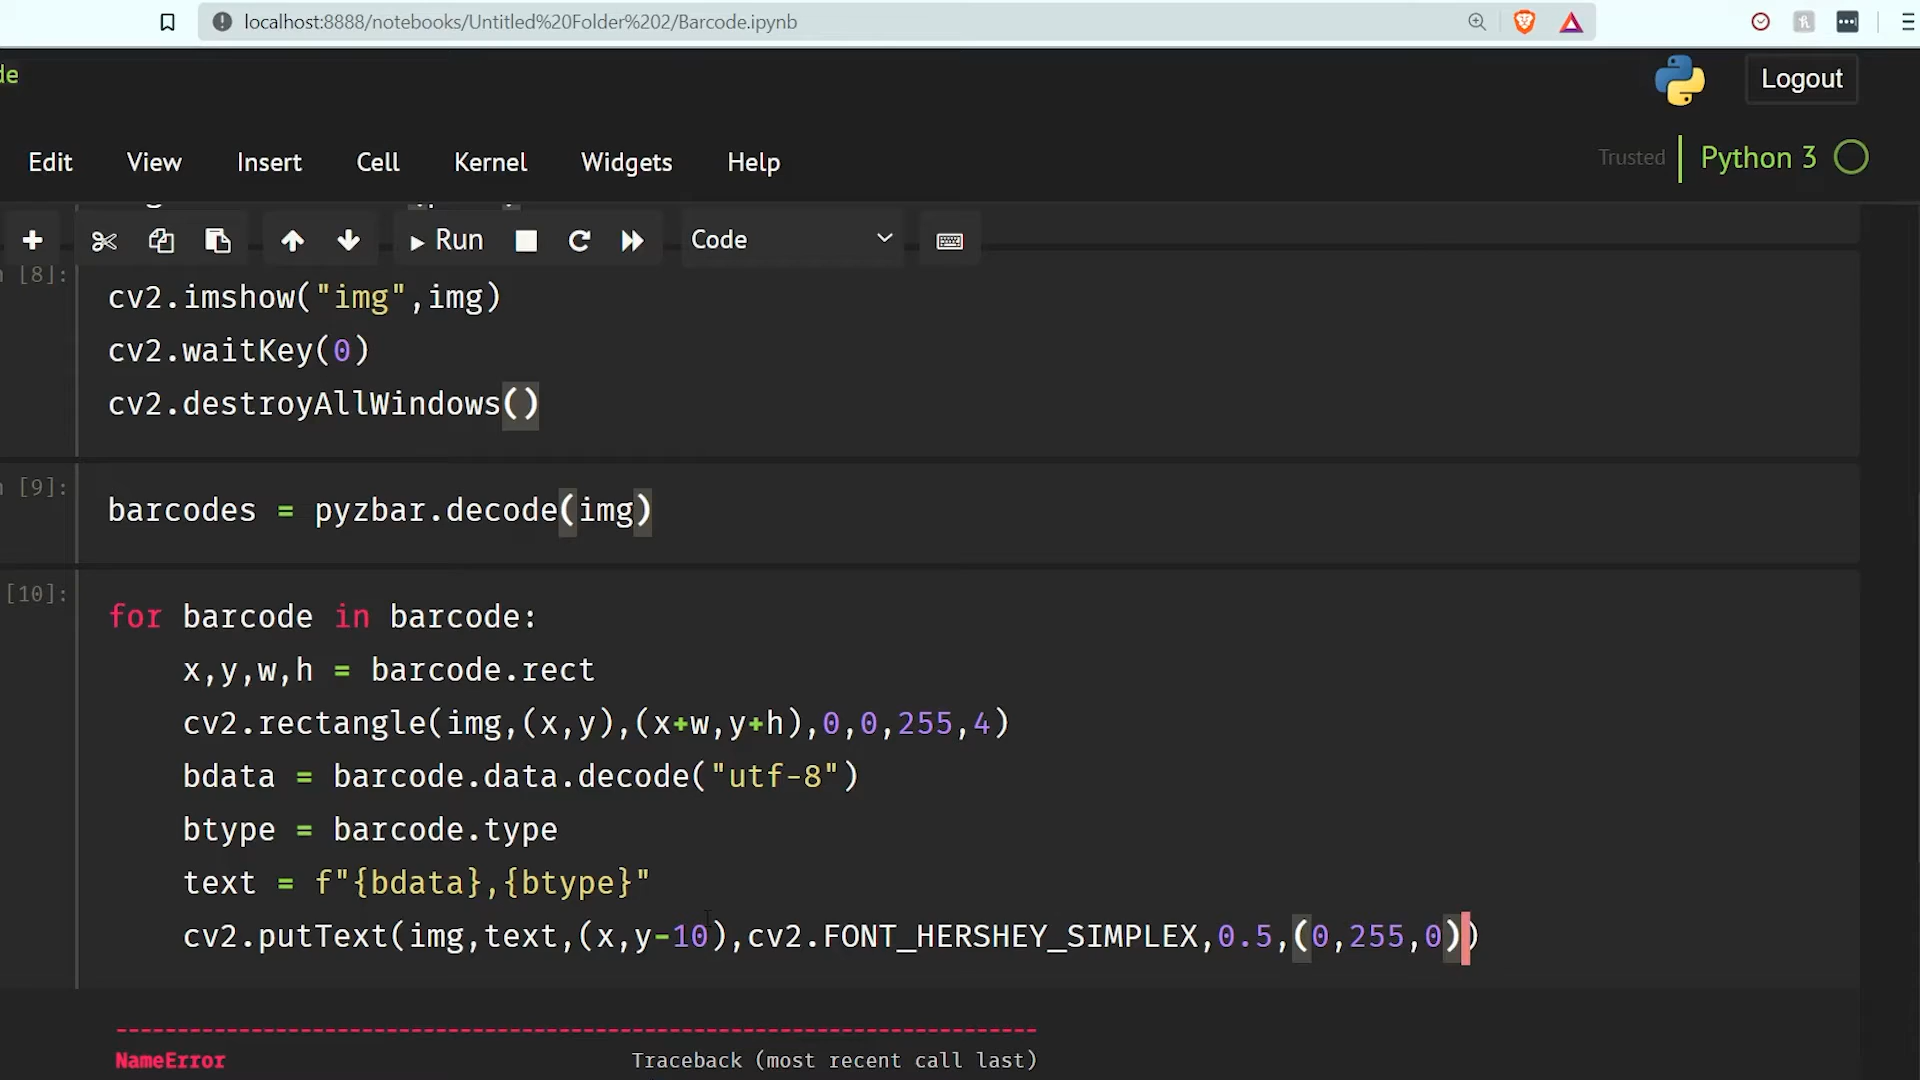 localhost:8888/notebooks/Untitled%20Folder%202/Barcode.ipynb
de
Logout
Edit View Insert Cell Kernel Widgets Help
Trusted Python 3
Run Code
[8]:
cv2.imshow("img",img)
cv2.waitKey(0)
cv2.destroyAllWindows()
[9]:
barcodes = pyzbar.decode(img)
[10]:
for barcode in barcode:
x,y,w,h = barcode.rect
cv2.rectangle(img,(x,y),(x+w,y+h),0,0,255,4)
bdata = barcode.data.decode("utf-8")
btype = barcode.type
text = f"{bdata},{btype}"
cv2.putText(img,text,(x,y-10),cv2.FONT_HERSHEY_SIMPLEX,0.5,(0,255,0))
---------------------------------------------------------------------------
NameError Traceback (most recent call last)